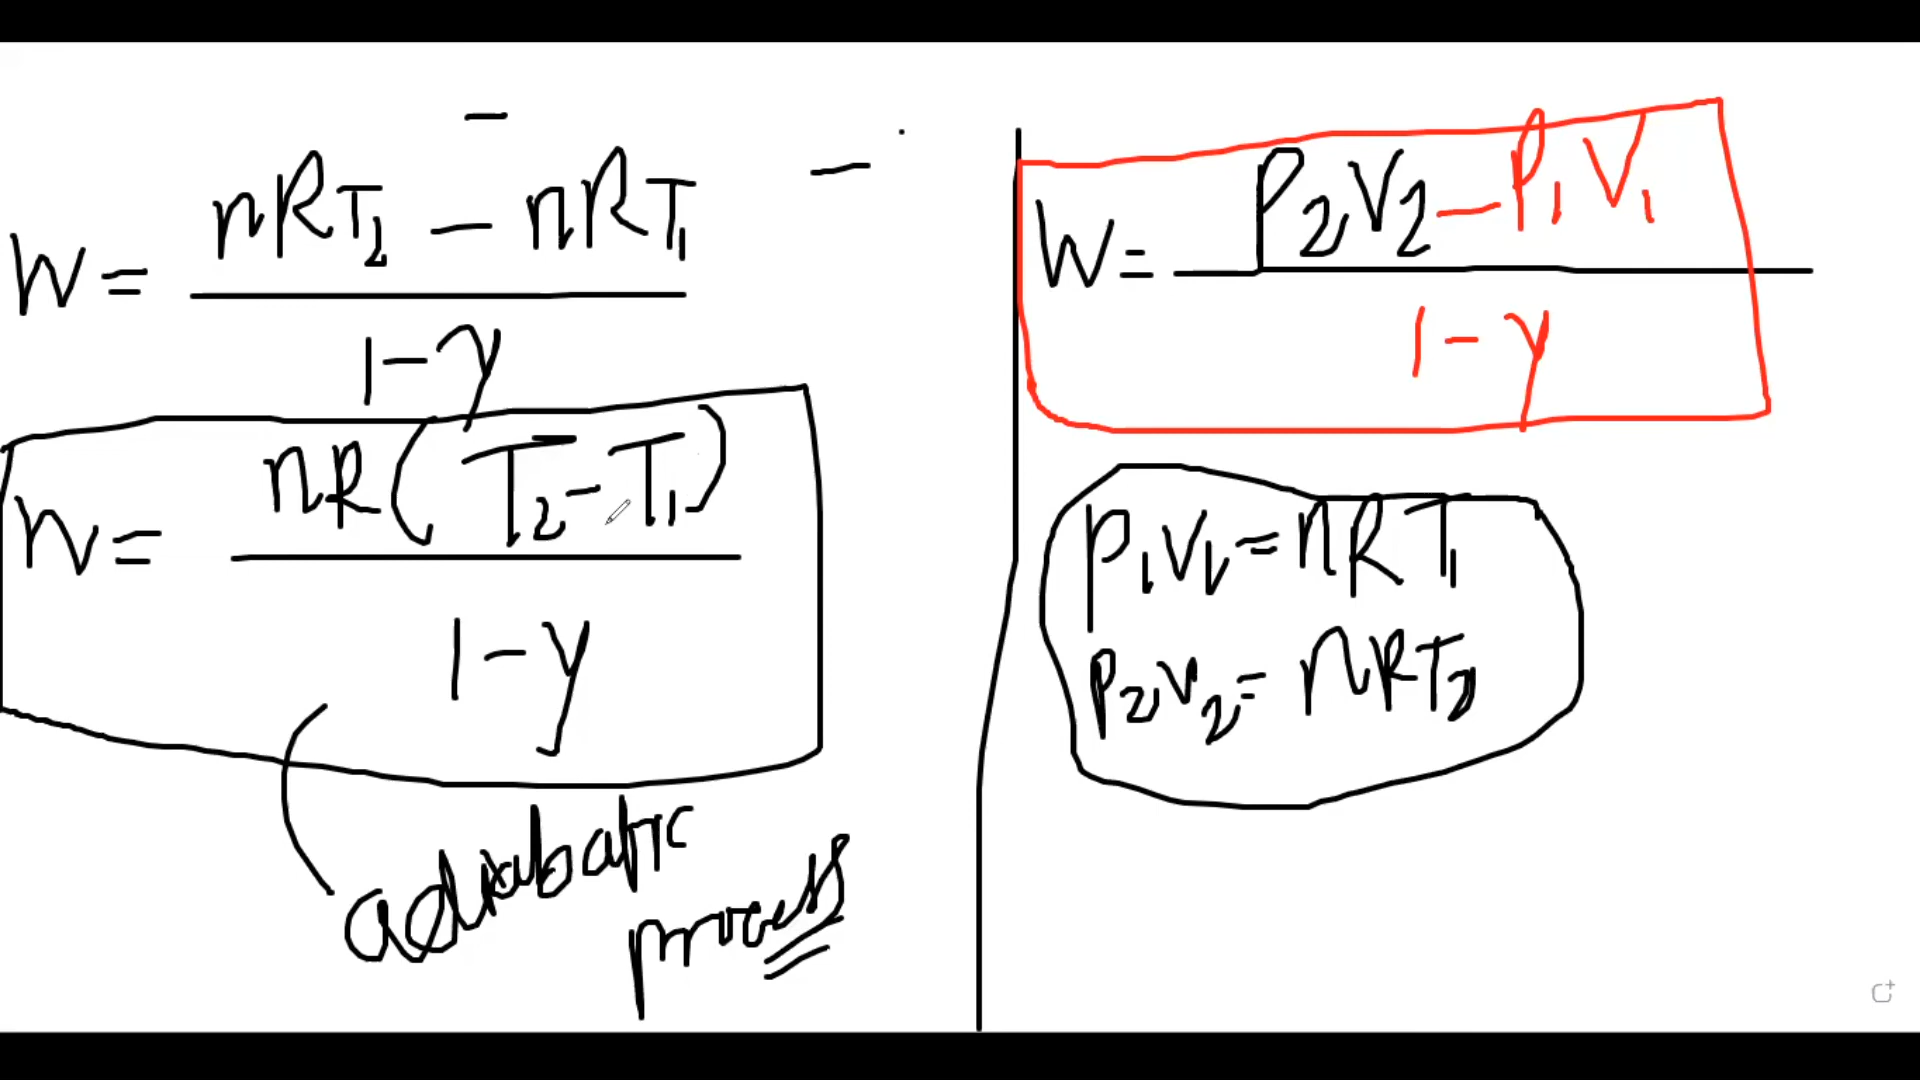 W = (nRT₂ - nRT₁) / (1 - γ)
W = nR(T₂ - T₁) / (1 - γ)
adiabatic
process
W = (P₂V₂ - P₁V₁) / (1 - γ)
P₁V₁ = nRT₁
P₂V₂ = nRT₂